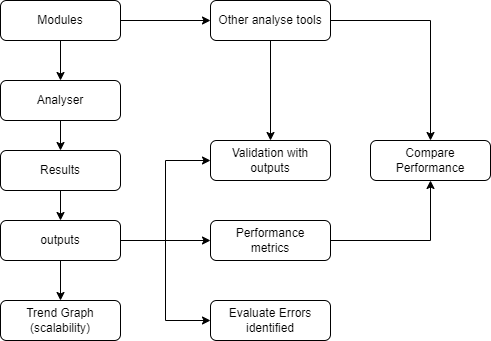 Modules
Other analyse tools
Analyser
Results
Validation with
outputs
Compare
Performance
outputs
Performance
metrics
Trend Graph
(scalability)
Evaluate Errors
identified